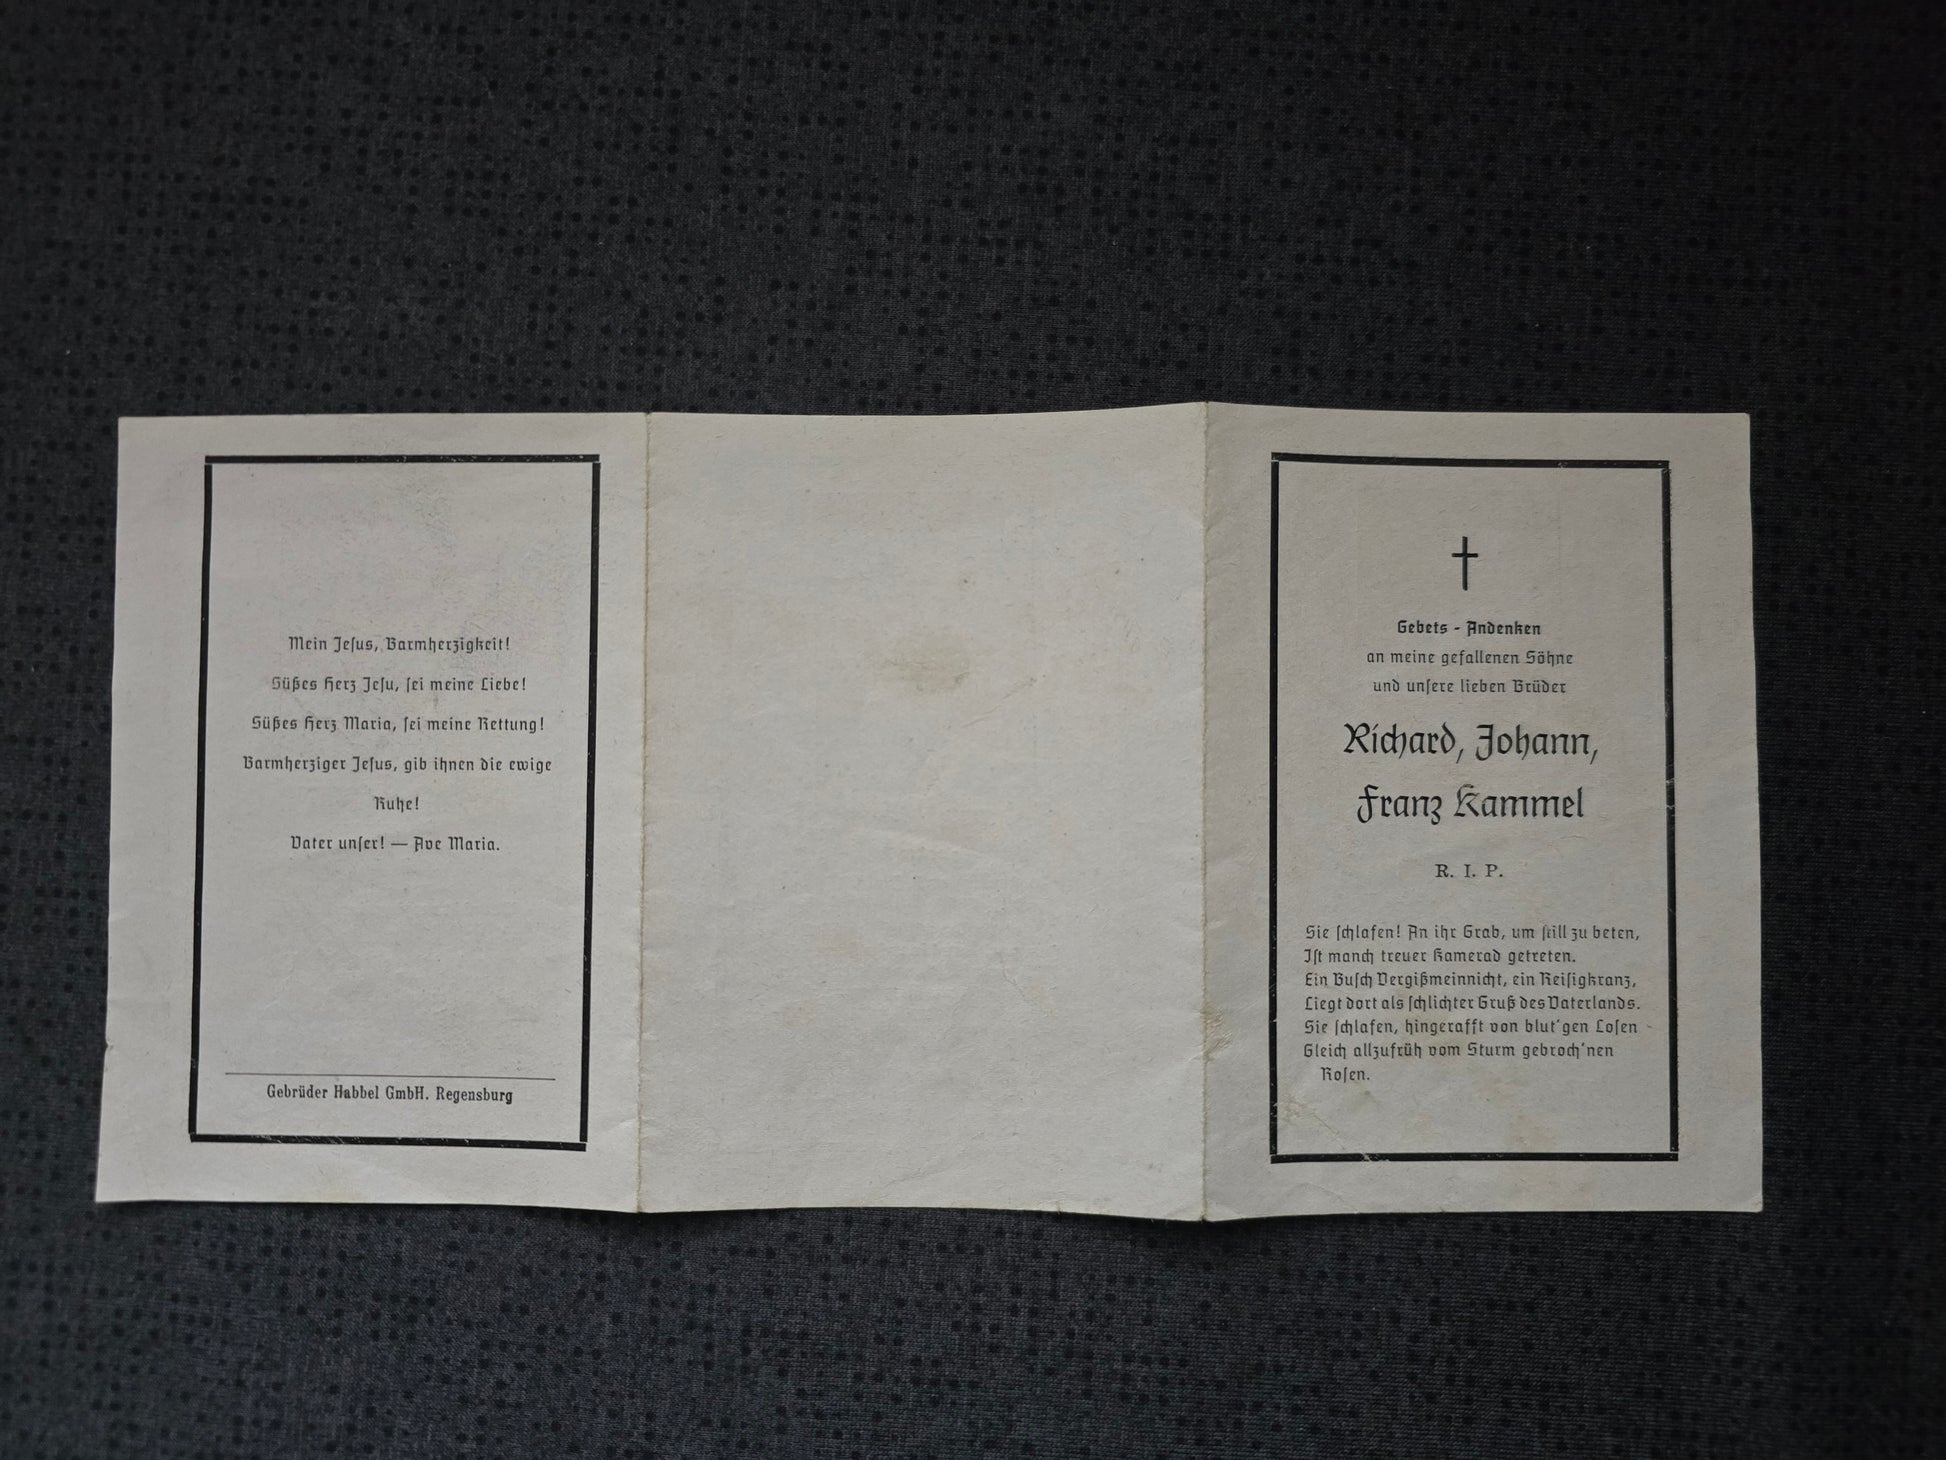 Mein Jesus, Barmherzigkeit!
Süßes Herz Jesu, sei meine Liebe!
Süßes Herz Maria, sei meine Rettung!
Barmherziger Jesus, gib ihnen die ewige
Ruhe!
Vater unser! — Ave Maria.
Gebrüder Habbel GmbH. Regensburg
Gebets - Andenken
an meine gefallenen Söhne
und unsere lieben Brüder
Richard, Johann,
Franz Kammel
R. I. P.
Sie schlafen! An ihr Grab, um still zu beten,
Ist manch treuer Kamerad getreten.
Ein Busch Vergißmeinnicht, ein Reisigkranz,
Liegt dort als schlichter Gruß des Vaterlands.
Sie schlafen, hingerafft von blut'gen Losen -
Gleich allzufrüh vom Sturm gebroch'nen
Rosen.